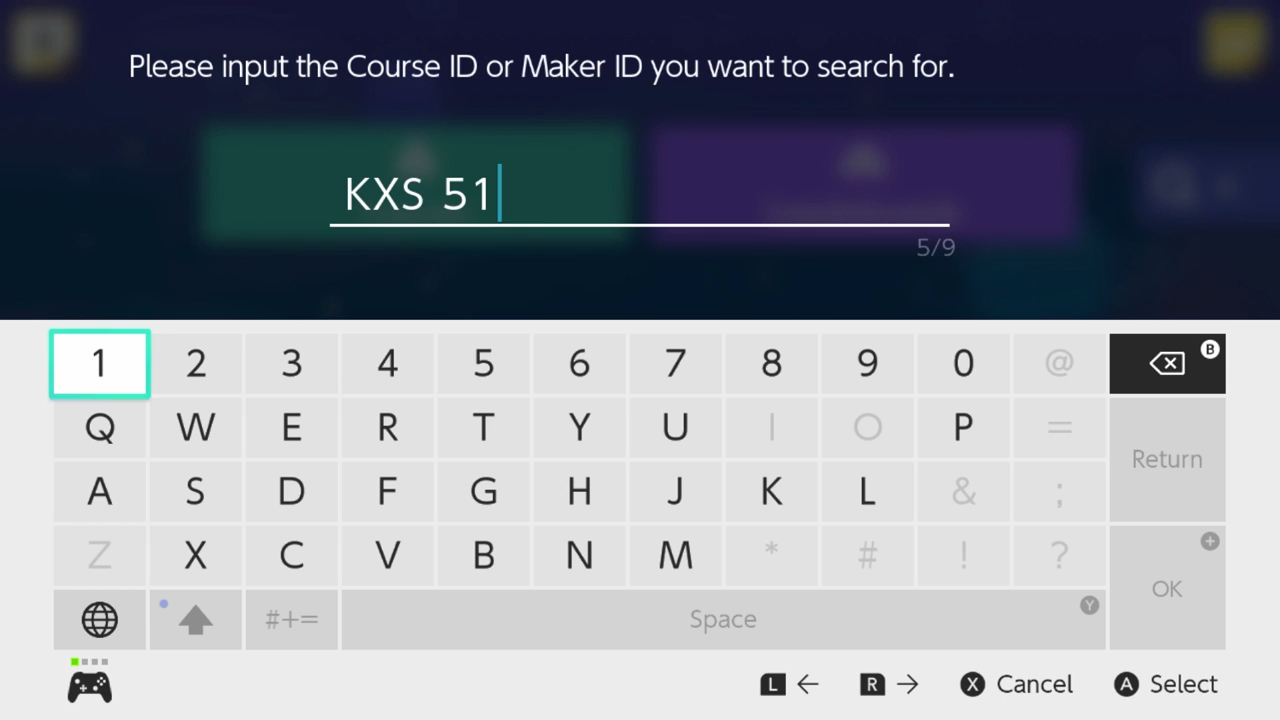 Please input the Course ID or Maker ID you want to search for.
KXS 51
5/9
1 2 3 4 5 6 7 8 9 0 @ B
Q W E R T Y U I O P = Return
A S D F G H J K L & ;
Z X C V B N M * # ! ? + OK
#+= Space Y
L ← R → X Cancel A Select